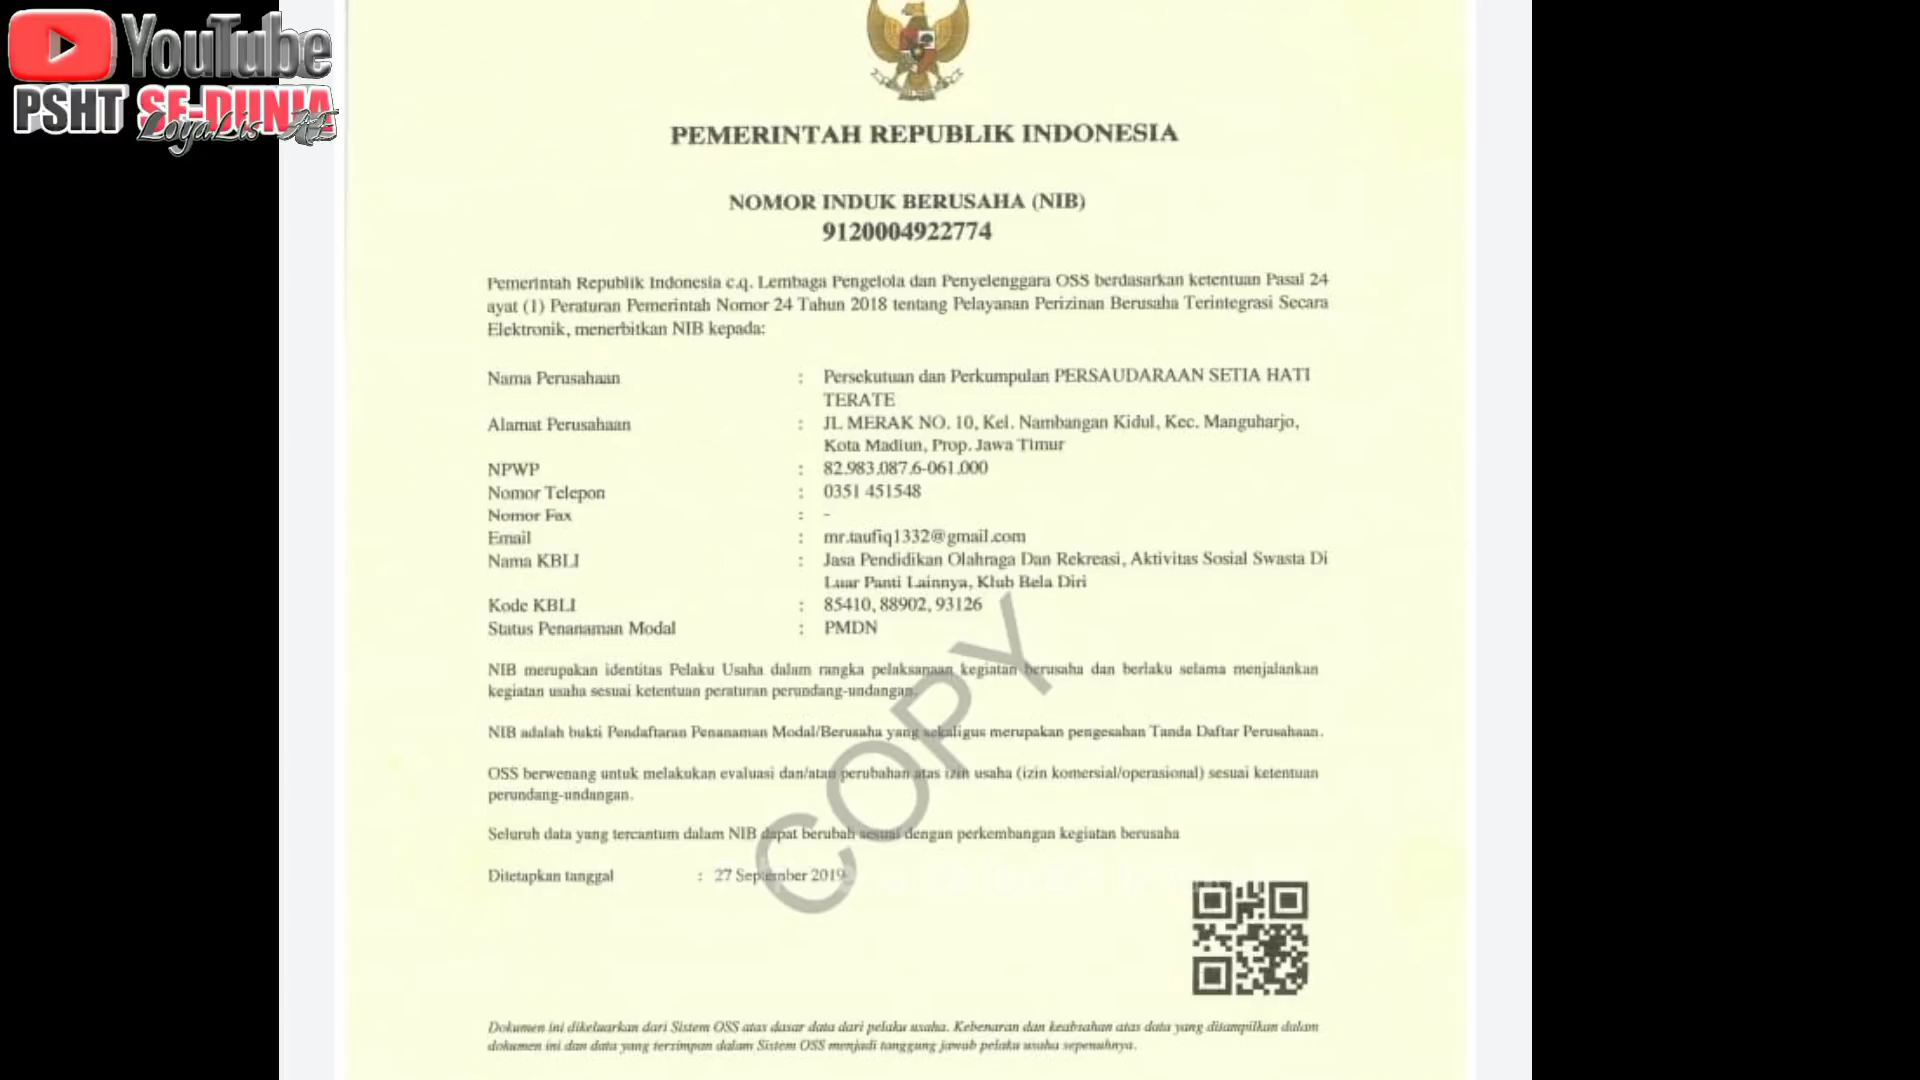 YouTube
PSHT SE-DUNIA
LoyaLis AE
PEMERINTAH REPUBLIK INDONESIA
NOMOR INDUK BERUSAHA (NIB)
9120004922774
Pemerintah Republik Indonesia c.q. Lembaga Pengelola dan Penyelenggara OSS berdasarkan ketentuan Pasal 24
ayat (1) Peraturan Pemerintah Nomor 24 Tahun 2018 tentang Pelayanan Perizinan Berusaha Terintegrasi Secara
Elektronik, menerbitkan NIB kepada:
Nama Perusahaan : Persekutuan dan Perkumpulan PERSAUDARAAN SETIA HATI
TERATE
Alamat Perusahaan : JL MERAK NO. 10, Kel. Nambangan Kidul, Kec. Manguharjo,
Kota Madiun, Prop. Jawa Timur
NPWP : 82.983.087.6-061.000
Nomor Telepon : 0351 451548
Nomor Fax : -
Email : mr.taufiq1332@gmail.com
Nama KBLI : Jasa Pendidikan Olahraga Dan Rekreasi, Aktivitas Sosial Swasta Di
Luar Panti Lainnya, Klub Bela Diri
Kode KBLI : 85410, 88902, 93126
Status Penanaman Modal : PMDN
NIB merupakan identitas Pelaku Usaha dalam rangka pelaksanaan kegiatan berusaha dan berlaku selama menjalankan
kegiatan usaha sesuai ketentuan peraturan perundang-undangan.
NIB adalah bukti Pendaftaran Penanaman Modal/Berusaha yang sekaligus merupakan pengesahan Tanda Daftar Perusahaan.
OSS berwenang untuk melakukan evaluasi dan/atau perubahan atas izin usaha (izin komersial/operasional) sesuai ketentuan
perundang-undangan.
Seluruh data yang tercantum dalam NIB dapat berubah sesuai dengan perkembangan kegiatan berusaha
Ditetapkan tanggal : 27 September 2019
COPY
Dokumen ini dikeluarkan dari Sistem OSS atas dasar data dari pelaku usaha. Kebenaran dan keabsahan atas data yang ditampilkan dalam
dokumen ini dan data yang tersimpan dalam Sistem OSS menjadi tanggung jawab pelaku usaha sepenuhnya.